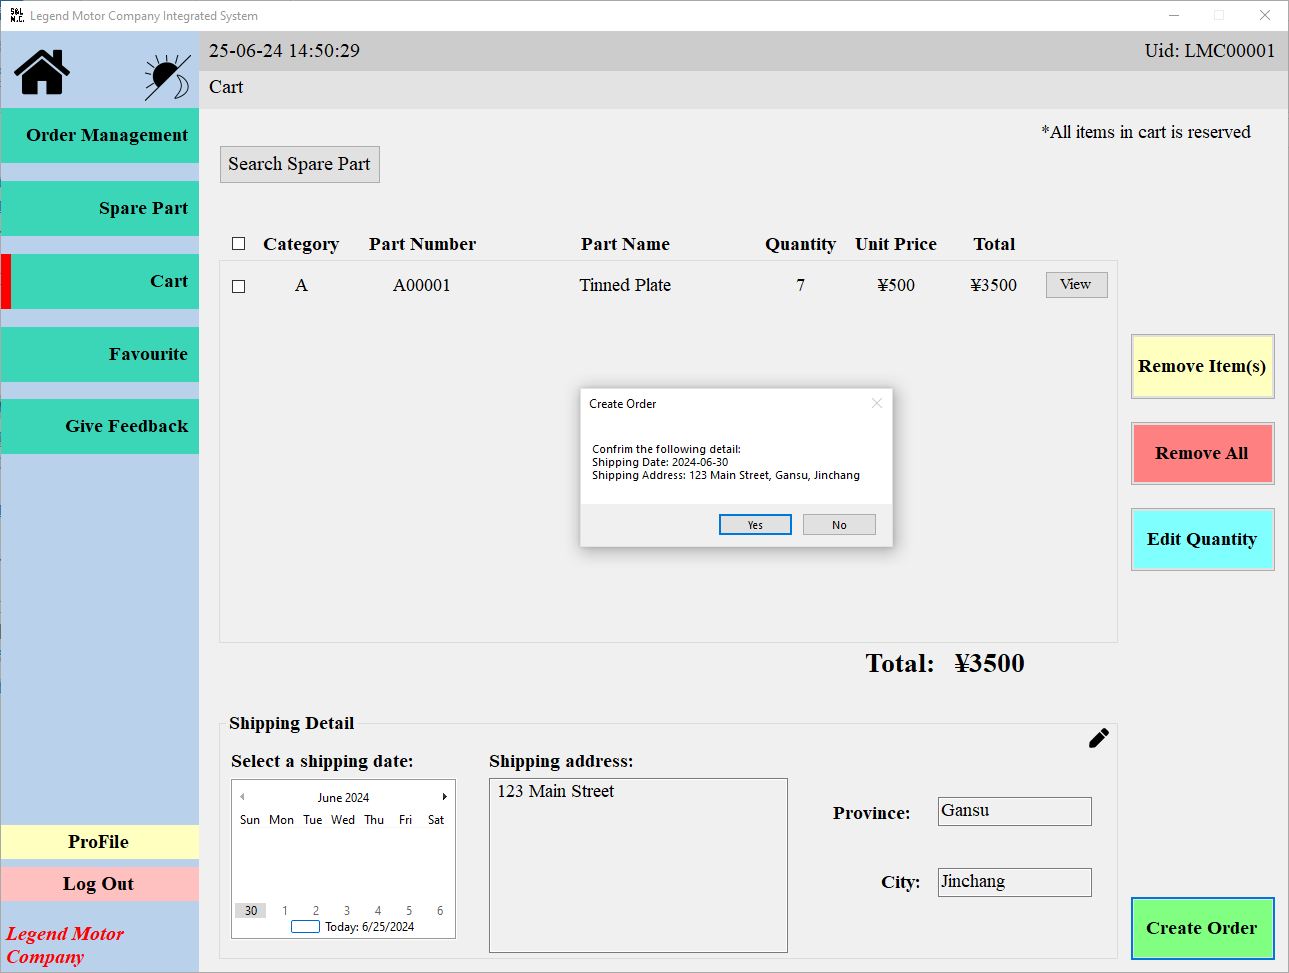 S&L
N.C.
Legend Motor Company Integrated System
25-06-24 14:50:29
Uid: LMC00001
Cart
Order Management
Spare Part
Cart
Favourite
Give Feedback
ProFile
Log Out
Legend Motor
Company
*All items in cart is reserved
Search Spare Part
Category Part Number Part Name Quantity Unit Price Total
A A00001 Tinned Plate 7 ¥500 ¥3500 View
Create Order
Confrim the following detail:
Shipping Date: 2024-06-30
Shipping Address: 123 Main Street, Gansu, Jinchang
Yes No
Remove Item(s)
Remove All
Edit Quantity
Total: ¥3500
Shipping Detail
Select a shipping date:
June 2024
Sun Mon Tue Wed Thu Fri Sat
30 1 2 3 4 5 6
Today: 6/25/2024
Shipping address:
123 Main Street
Province: Gansu
City: Jinchang
Create Order